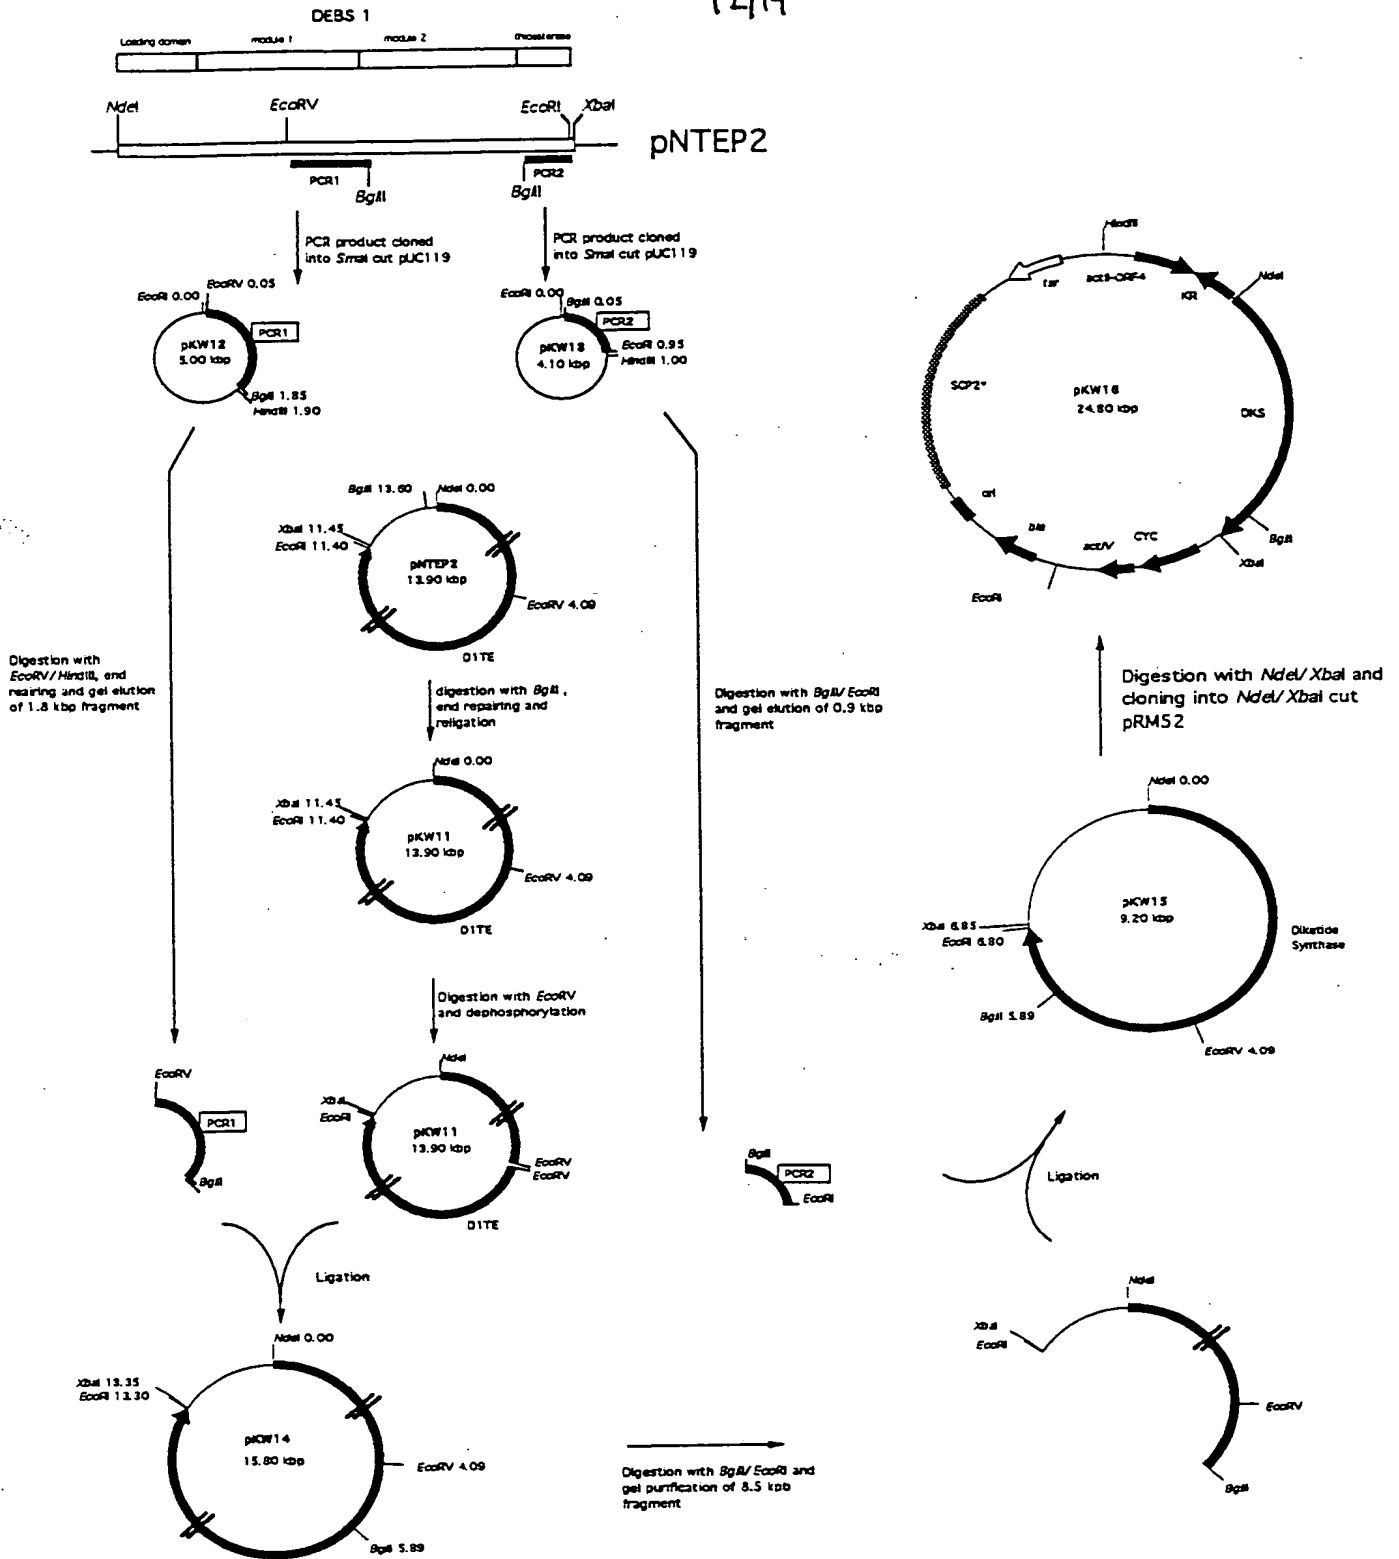 12/14
DEBS 1
Loading domain
module 1
module 2
thioesterase
NdeI
EcoRV
EcoRI
XbaI
pNTEP2
PCR1
BglII
PCR2
BglII
PCR product cloned
into SmaI cut pUC119
PCR product cloned
into SmaI cut pUC119
EcoRI 0.00
EcoRV 0.05
PCR1
pKW12
5.00 kbp
BglII 1.85
HindIII 1.90
EcoRI 0.00
BglII 0.05
PCR2
pKW13
4.10 kbp
EcoRI 0.95
HindIII 1.00
HindIII
tsr
actII-ORF4
KR
NdeI
SCP2*
pKW16
24.80 kbp
DKS
ori
bla
actIV
CYC
BglII
XbaI
EcoRI
BglII 13.60
NdeI 0.00
XbaI 11.45
EcoRI 11.40
pNTEP2
13.90 kbp
EcoRV 4.09
D1TE
Digestion with
EcoRV/HindIII, end
reairing and gel elution
of 1.8 kbp fragment
digestion with BglII,
end repairing and
religation
Digestion with BglII/EcoRI
and gel elution of 0.9 kbp
fragment
Digestion with NdeI/XbaI and
cloning into NdeI/XbaI cut
pRM52
NdeI 0.00
XbaI 11.45
EcoRI 11.40
pKW11
13.90 kbp
EcoRV 4.09
D1TE
NdeI 0.00
pKW15
9.20 kbp
XbaI 6.85
EcoRI 6.80
Diketide
Synthase
BglII 5.89
EcoRV 4.09
Digestion with EcoRV
and dephosphorylation
EcoRV
PCR1
BglII
NdeI
XbaI
EcoRI
pKW11
13.90 kbp
EcoRV
EcoRV
D1TE
BglII
PCR2
EcoRI
Ligation
Ligation
NdeI 0.00
XbaI 13.35
EcoRI 13.30
pKW14
15.80 kbp
EcoRV 4.09
BglII 5.89
Digestion with BglII/EcoRI and
gel purification of 8.5 kpb
fragment
NdeI
XbaI
EcoRI
EcoRV
BglII